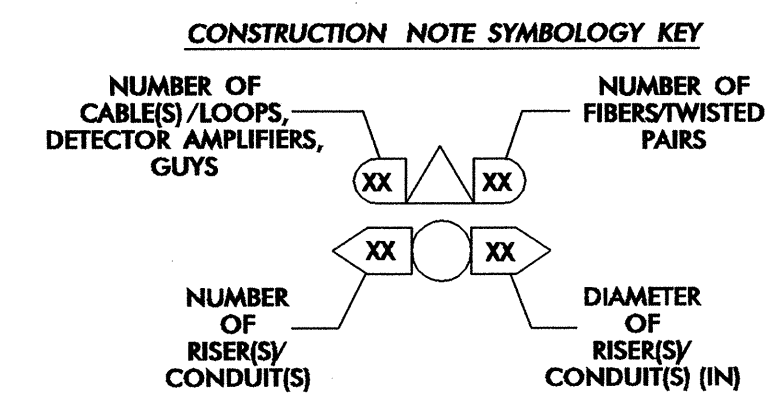 CONSTRUCTION NOTE SYMBOLOGY KEY
NUMBER OF
CABLE(S)/LOOPS,
DETECTOR AMPLIFIERS,
GUYS
NUMBER OF
FIBERS/TWISTED
PAIRS
XX
XX
XX
XX
NUMBER
OF
RISER(S)/
CONDUIT(S)
DIAMETER
OF
RISER(S)/
CONDUIT(S) (IN)